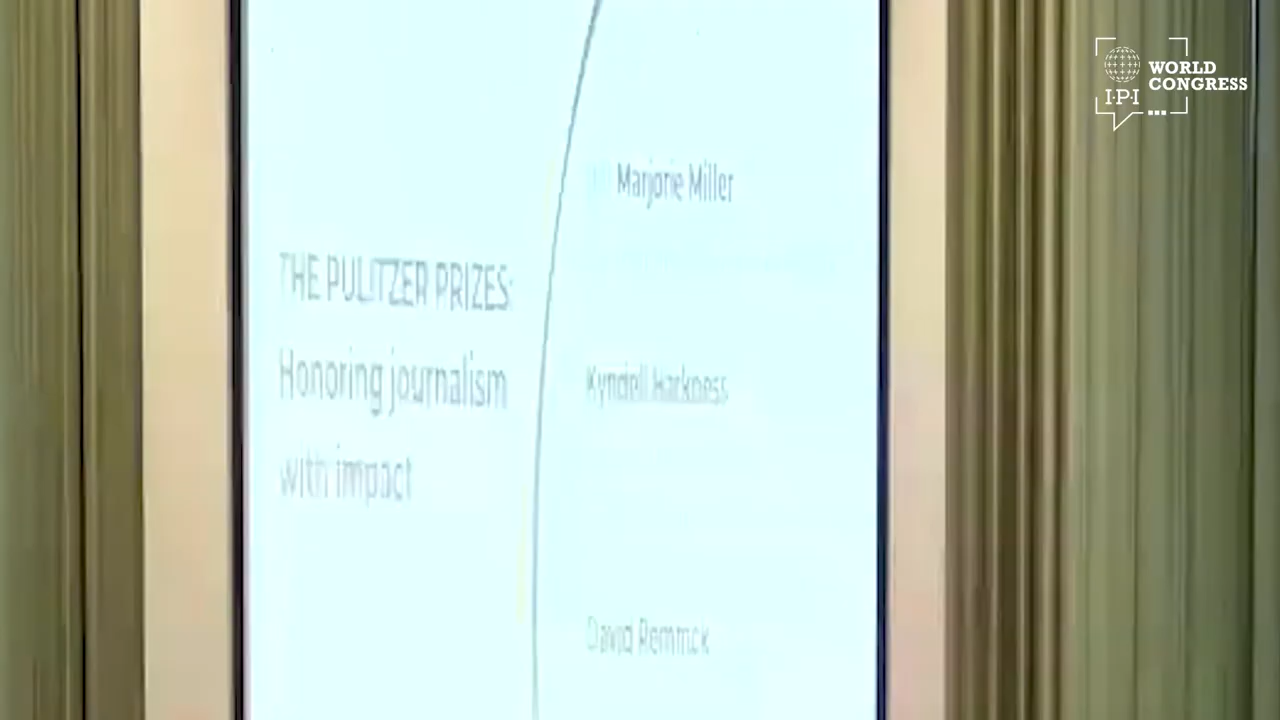 WORLD
CONGRESS
I·P·I
Marjorie Miller
THE PULITZER PRIZES:
Honoring journalism
with impact
Kyndell Harkness
David Remnick